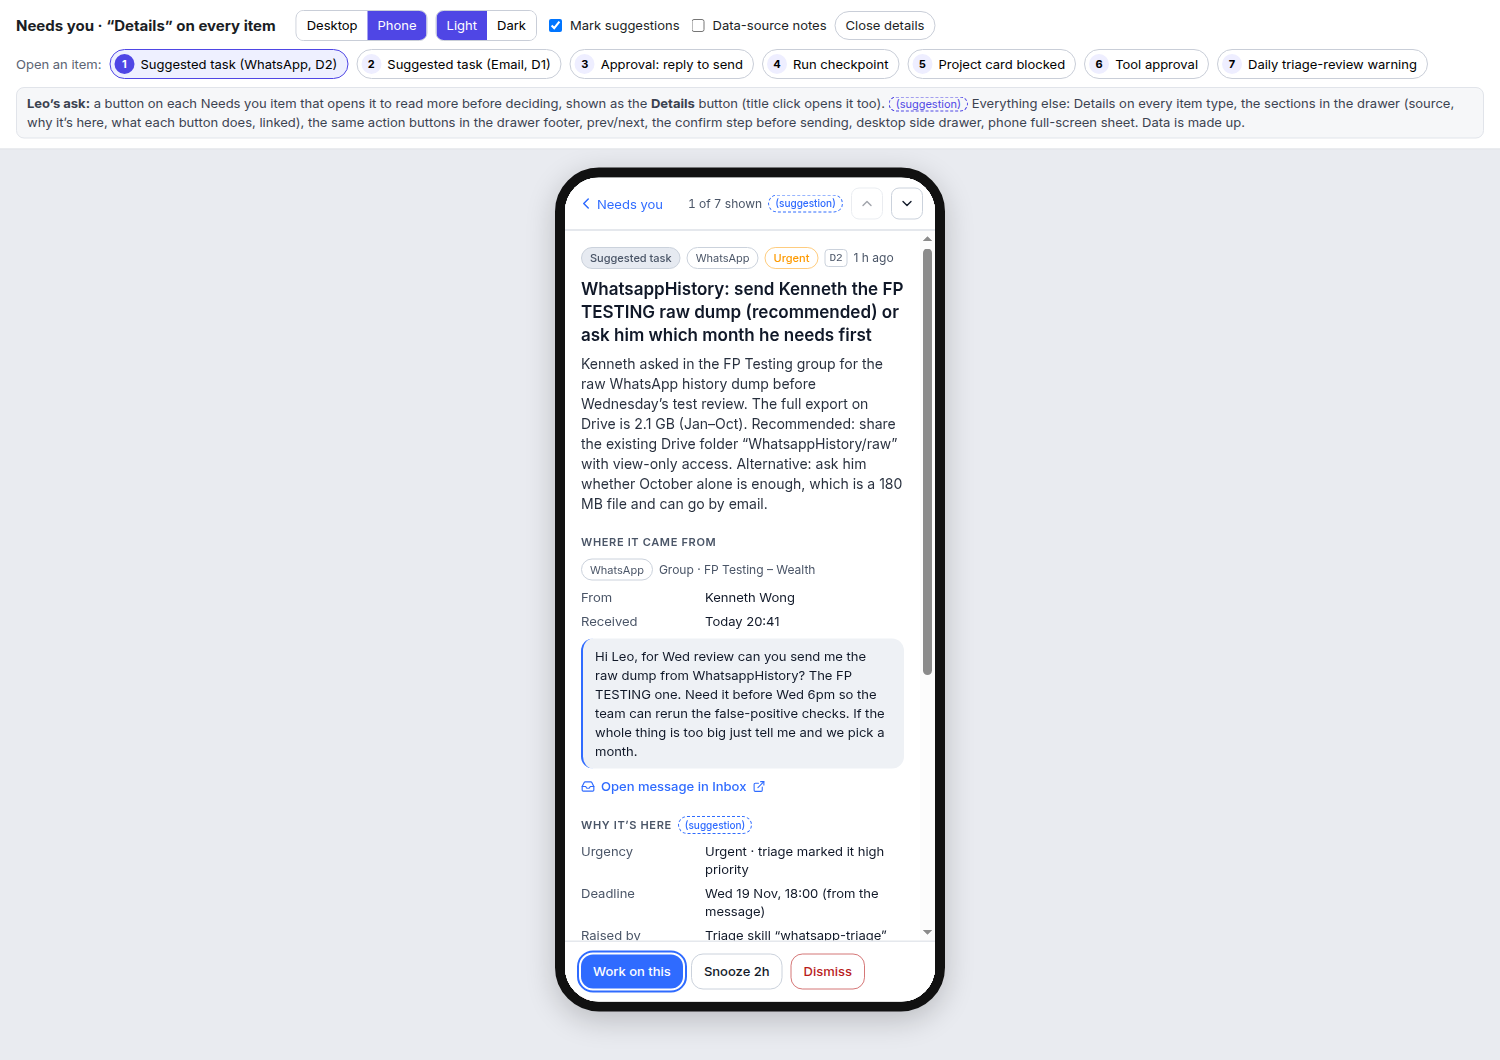 Needs you · “Details” on every item
Desktop
Phone
Light
Dark
Mark suggestions
Data-source notes
Close details
Open an item:
1 Suggested task (WhatsApp, D2)
2 Suggested task (Email, D1)
3 Approval: reply to send
4 Run checkpoint
5 Project card blocked
6 Tool approval
7 Daily triage-review warning
Leo’s ask: a button on each Needs you item that opens it to read more before deciding, shown as the Details button (title click opens it too). (suggestion) Everything else: Details on every item type, the sections in the drawer (source,
why it’s here, what each button does, linked), the same action buttons in the drawer footer, prev/next, the confirm step before sending, desktop side drawer, phone full-screen sheet. Data is made up.
Needs you
1 of 7 shown (suggestion)
Suggested task
WhatsApp
Urgent
D2
1 h ago
WhatsappHistory: send Kenneth the FP
TESTING raw dump (recommended) or
ask him which month he needs first
Kenneth asked in the FP Testing group for the
raw WhatsApp history dump before
Wednesday’s test review. The full export on
Drive is 2.1 GB (Jan–Oct). Recommended: share
the existing Drive folder “WhatsappHistory/raw”
with view-only access. Alternative: ask him
whether October alone is enough, which is a 180
MB file and can go by email.
WHERE IT CAME FROM
WhatsApp Group · FP Testing – Wealth
From Kenneth Wong
Received Today 20:41
Hi Leo, for Wed review can you send me the
raw dump from WhatsappHistory? The FP
TESTING one. Need it before Wed 6pm so the
team can rerun the false-positive checks. If the
whole thing is too big just tell me and we pick a
month.
Open message in Inbox
WHY IT’S HERE (suggestion)
Urgency Urgent · triage marked it high
priority
Deadline Wed 19 Nov, 18:00 (from the
message)
Raised by Triage skill “whatsapp-triage”
Work on this
Snooze 2h
Dismiss